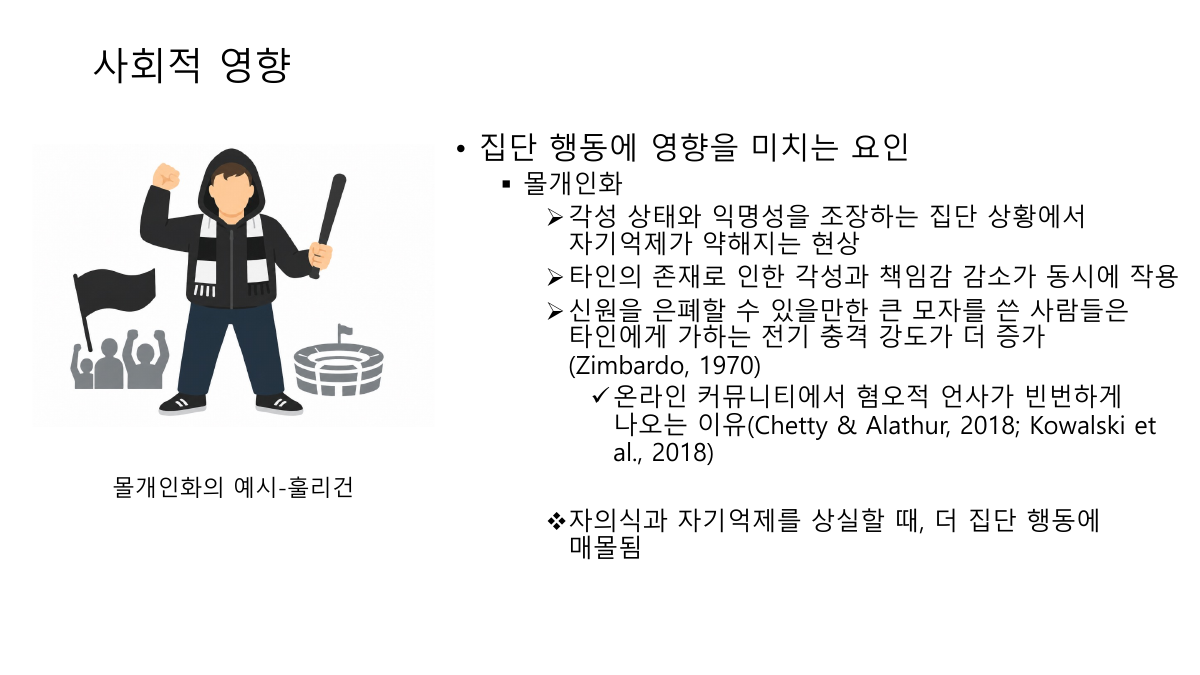 사회적 영향
• 집단 행동에 영향을 미치는 요인
▪ 몰개인화
➢ 각성 상태와 익명성을 조장하는 집단 상황에서
자기억제가 약해지는 현상
➢ 타인의 존재로 인한 각성과 책임감 감소가 동시에 작용
➢ 신원을 은폐할 수 있을만한 큰 모자를 쓴 사람들은
타인에게 가하는 전기 충격 강도가 더 증가
(Zimbardo, 1970)
✓ 온라인 커뮤니티에서 혐오적 언사가 빈번하게
나오는 이유(Chetty & Alathur, 2018; Kowalski et
al., 2018)
❖ 자의식과 자기억제를 상실할 때, 더 집단 행동에
매몰됨
몰개인화의 예시-훌리건